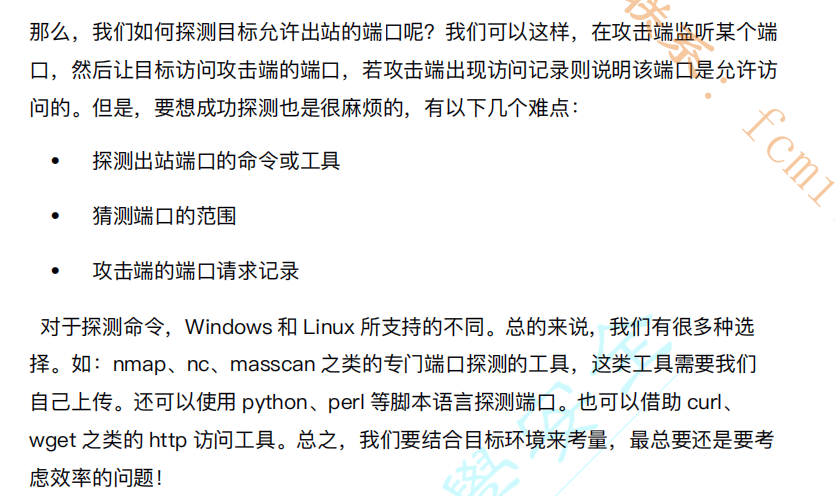 那么，我们如何探测目标允许出站的端口呢？我们可以这样，在攻击端监听某个端
口，然后让目标访问攻击端的端口，若攻击端出现访问记录则说明该端口是允许访
问的。但是，要想成功探测也是很麻烦的，有以下几个难点：
• 探测出站端口的命令或工具
• 猜测端口的范围
• 攻击端的端口请求记录
对于探测命令，Windows 和 Linux 所支持的不同。总的来说，我们有很多种选
择。如：nmap、nc、masscan 之类的专门端口探测的工具，这类工具需要我们
自己上传。还可以使用 python、perl 等脚本语言探测端口。也可以借助 curl、
wget 之类的 http 访问工具。总之，我们要结合目标环境来考量，最总要还是要考
虑效率的问题！
联系：fcm1
學安全